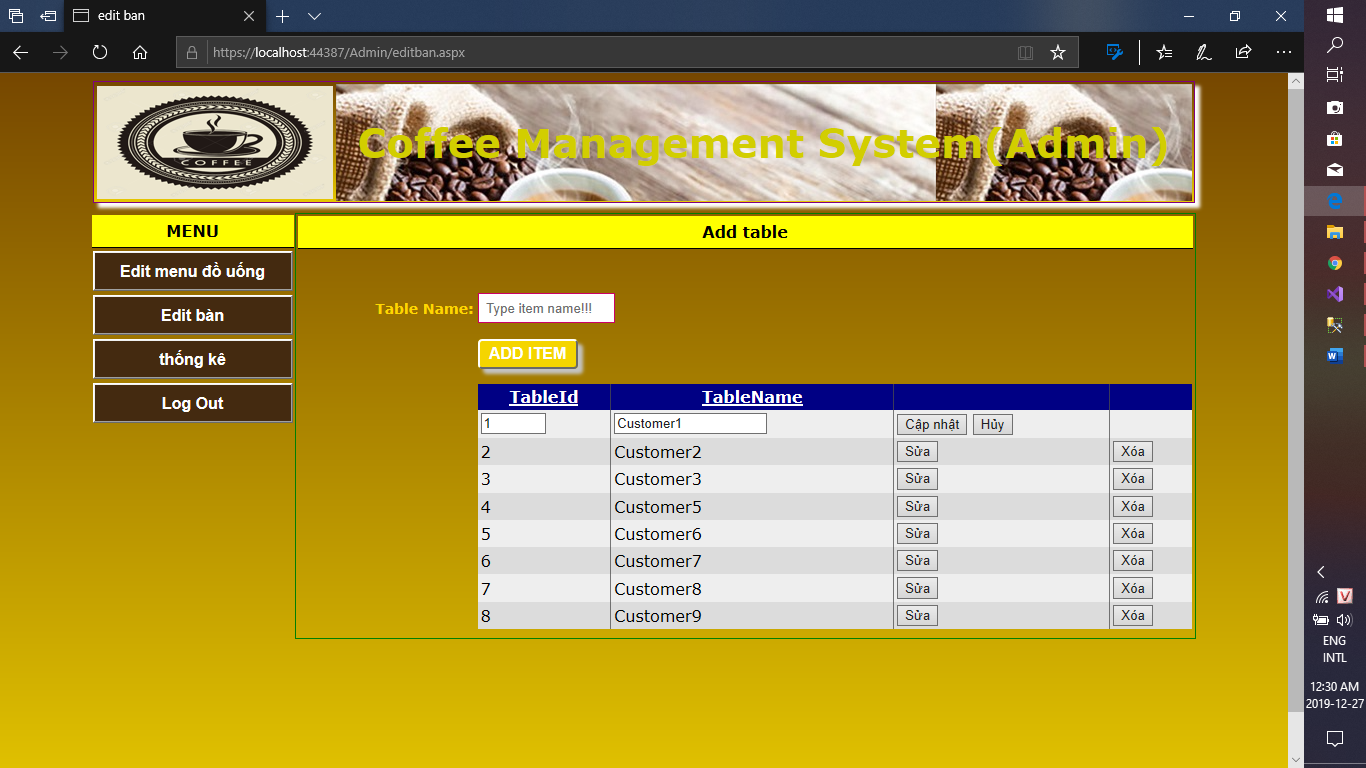 edit ban
https://localhost:44387/Admin/editban.aspx
COFFEE
Coffee Management System(Admin)
MENU
Edit menu đồ uống
Edit bàn
thống kê
Log Out
Add table
Table Name: Type item name!!!
ADD ITEM
TableId TableName
1 Customer1 Cập nhật Hủy
2 Customer2 Sửa Xóa
3 Customer3 Sửa Xóa
4 Customer5 Sửa Xóa
5 Customer6 Sửa Xóa
6 Customer7 Sửa Xóa
7 Customer8 Sửa Xóa
8 Customer9 Sửa Xóa
V
ENG
INTL
12:30 AM
2019-12-27